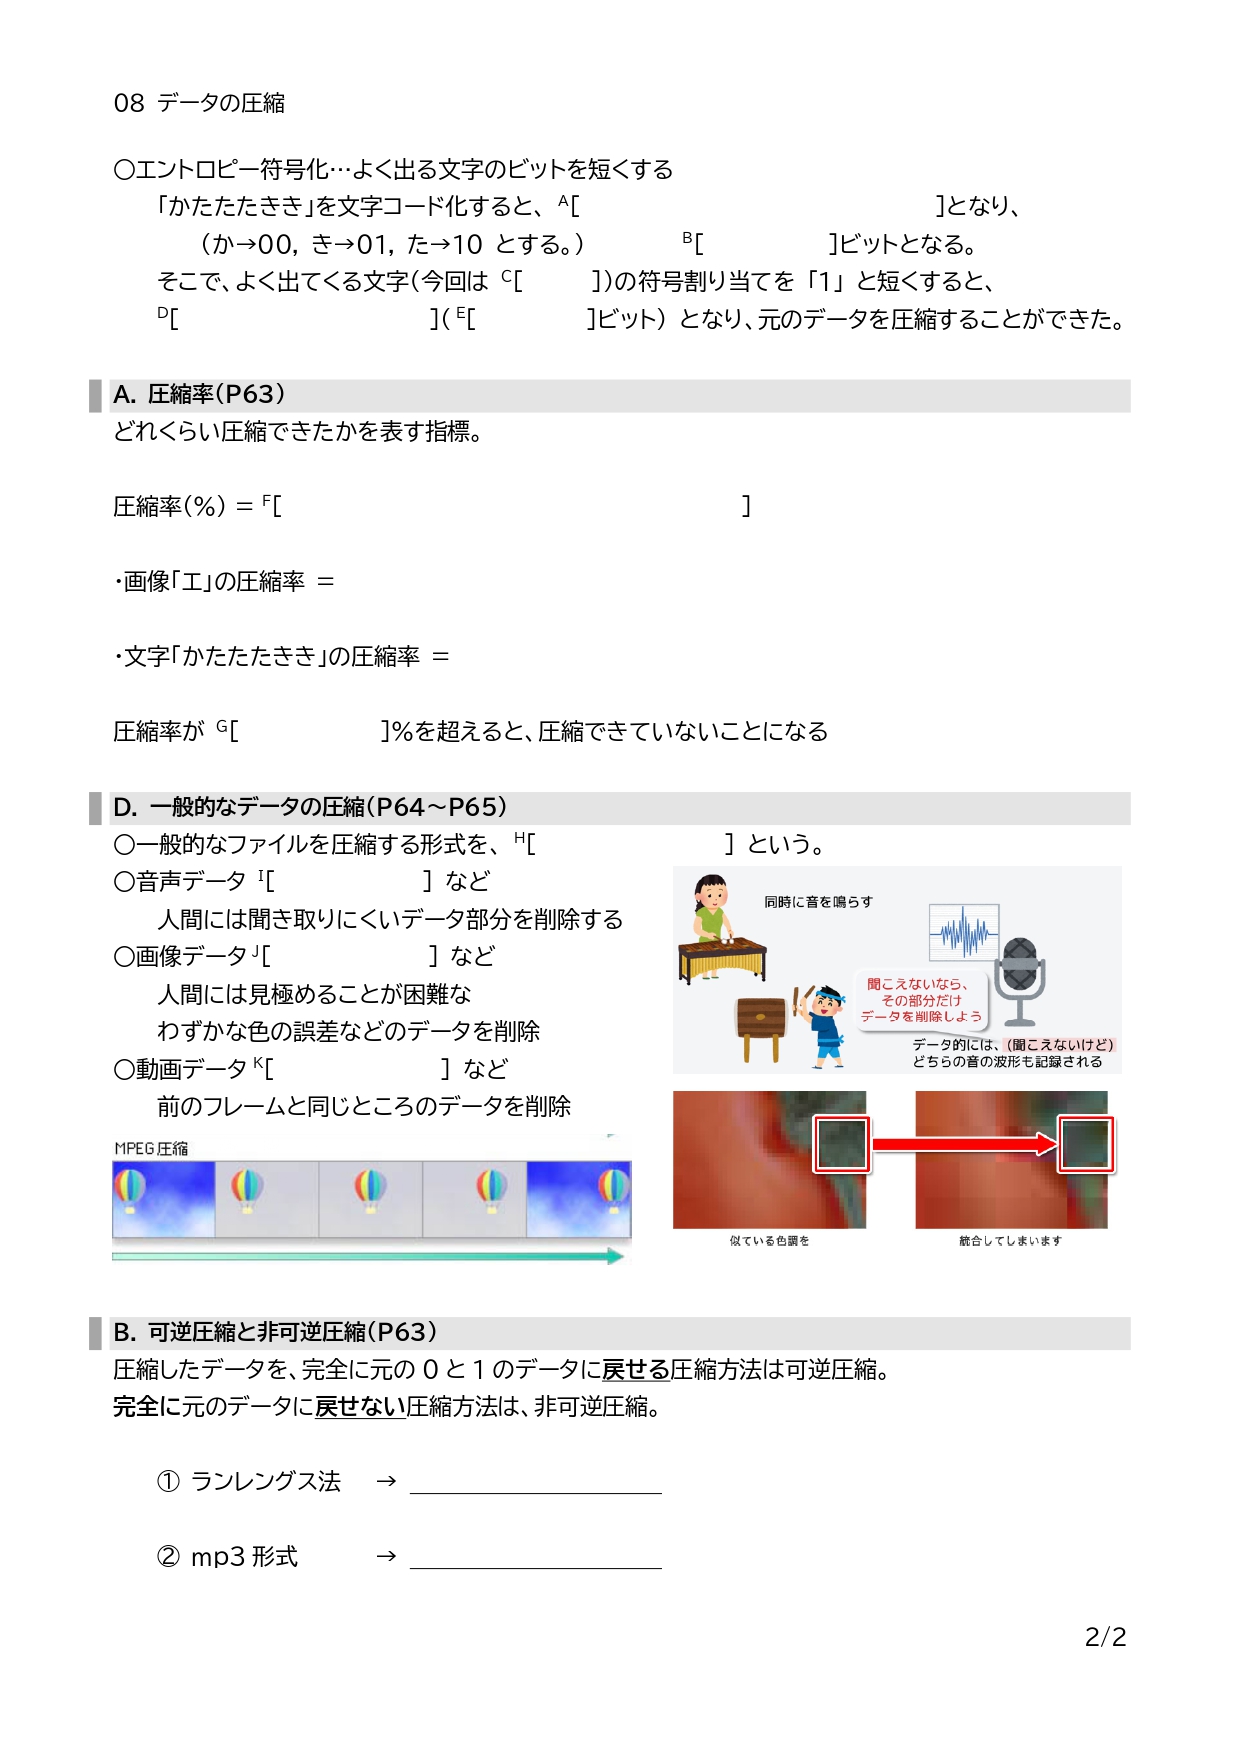 08 データの圧縮
〇エントロピー符号化…よく出る文字のビットを短くする
「かたたたきき」を文字コード化すると、 A[ ]となり、
（か→00, き→01, た→10 とする。） B[ ]ビットとなる。
そこで、よく出てくる文字（今回は C[ ]）の符号割り当てを 「1」 と短くすると、
D[ ]（ E[ ]ビット） となり、元のデータを圧縮することができた。
A. 圧縮率（P63）
どれくらい圧縮できたかを表す指標。
圧縮率（%） ＝ F[ ]
・画像「エ」の圧縮率 ＝
・文字「かたたたきき」の圧縮率 ＝
圧縮率が G[ ]%を超えると、圧縮できていないことになる
D. 一般的なデータの圧縮（P64～P65）
〇一般的なファイルを圧縮する形式を、 H[ ] という。
〇音声データ I[ ] など
人間には聞き取りにくいデータ部分を削除する
〇画像データ J[ ] など
人間には見極めることが困難な
わずかな色の誤差などのデータを削除
〇動画データ K[ ] など
前のフレームと同じところのデータを削除
同時に音を鳴らす
聞こえないなら、
その部分だけ
データを削除しよう
データ的には、（聞こえないけど）
どちらの音の波形も記録される
MPEG圧縮
似ている色調を
統合してしまいます
B. 可逆圧縮と非可逆圧縮（P63）
圧縮したデータを、完全に元の 0 と 1 のデータに戻せる圧縮方法は可逆圧縮。
完全に元のデータに戻せない圧縮方法は、非可逆圧縮。
① ランレングス法 →
② mp3 形式 →
2/2